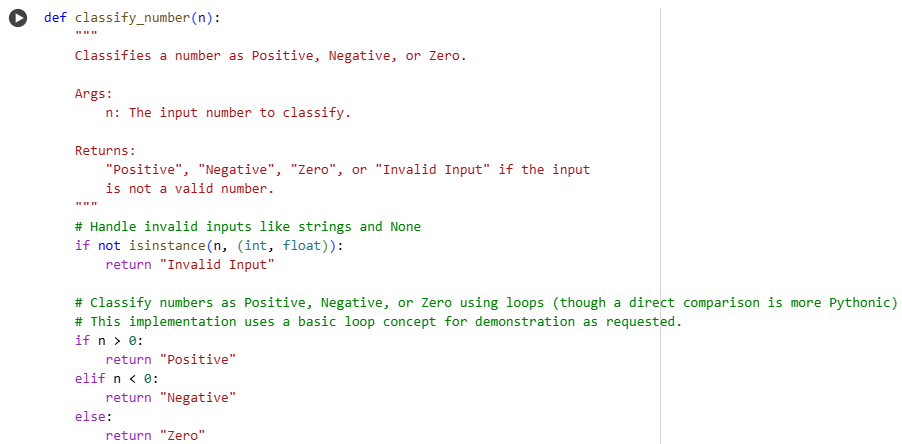 def classify_number(n):
    """
    Classifies a number as Positive, Negative, or Zero.

    Args:
        n: The input number to classify.

    Returns:
        "Positive", "Negative", "Zero", or "Invalid Input" if the input
        is not a valid number.
    """
    # Handle invalid inputs like strings and None
    if not isinstance(n, (int, float)):
        return "Invalid Input"

    # Classify numbers as Positive, Negative, or Zero using loops (though a direct comparison is more Pythonic)
    # This implementation uses a basic loop concept for demonstration as requested.
    if n > 0:
        return "Positive"
    elif n < 0:
        return "Negative"
    else:
        return "Zero"